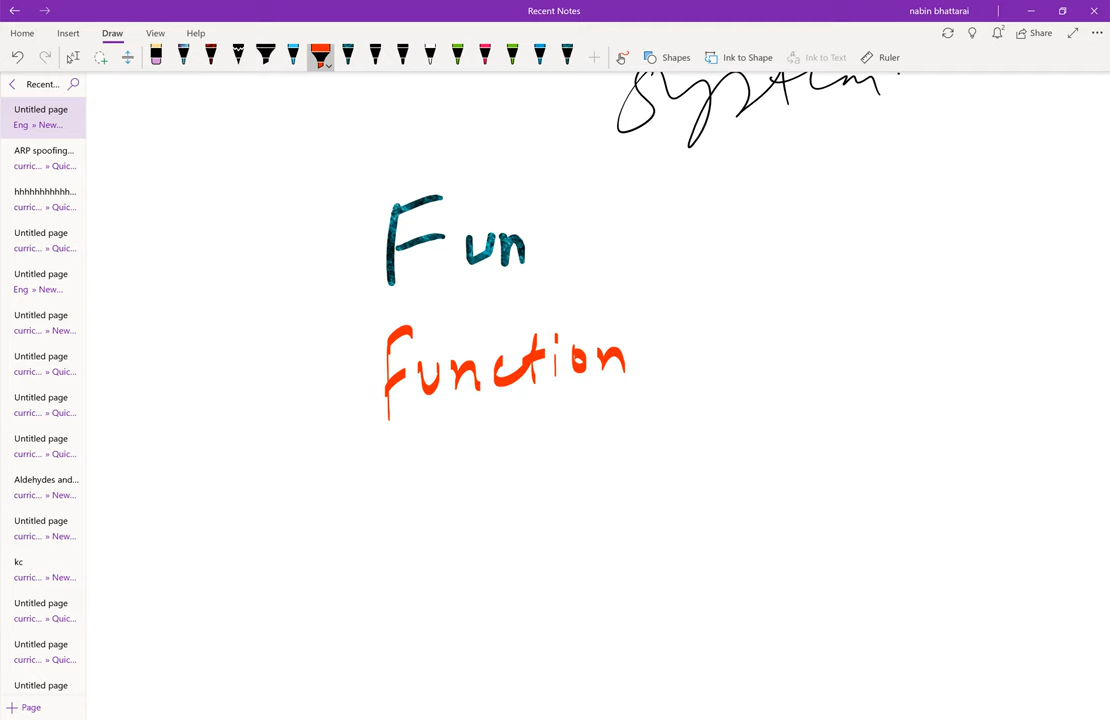 Recent Notes
nabin bhattarai
Home Insert Draw View Help
Share
Shapes Ink to Shape Ink to Text Ruler
Recent...
Untitled page
Eng » New...
ARP spoofing...
curric... » Quic...
hhhhhhhhhhh...
curric... » Quic...
Untitled page
curric... » Quic...
Untitled page
Eng » New...
Untitled page
curric... » New...
Untitled page
curric... » Quic...
Untitled page
curric... » Quic...
Untitled page
curric... » Quic...
Aldehydes and...
curric... » New...
Untitled page
curric... » New...
kc
curric... » New...
Untitled page
curric... » Quic...
Untitled page
curric... » Quic...
Untitled page
Page
System
Fun
Function